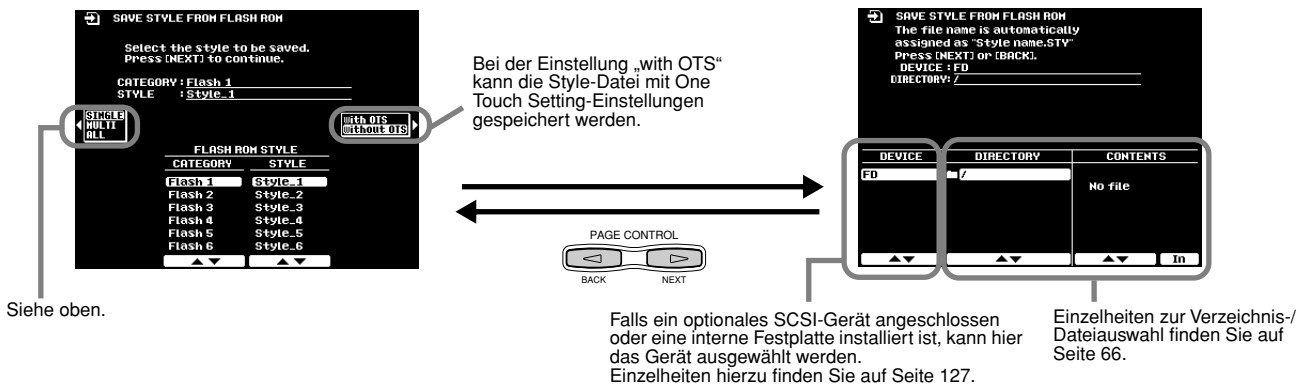 SAVE STYLE FROM FLASH ROM
Select the style to be saved.
Press [NEXT] to continue.
CATEGORY : Flash 1
STYLE : Style_1
SINGLE
MULTI
ALL
with OTS
without OTS
FLASH ROM STYLE
CATEGORY STYLE
Flash 1 Style_1
Flash 2 Style_2
Flash 3 Style_3
Flash 4 Style_4
Flash 5 Style_5
Flash 6 Style_6
Siehe oben.
Bei der Einstellung „with OTS“
kann die Style-Datei mit One
Touch Setting-Einstellungen
gespeichert werden.
PAGE CONTROL
BACK NEXT
SAVE STYLE FROM FLASH ROM
The file name is automatically
assigned as "Style name.STY"
Press [NEXT] or [BACK].
DEVICE : FD
DIRECTORY: /
DEVICE DIRECTORY CONTENTS
FD /
No file
In
Falls ein optionales SCSI-Gerät angeschlossen
oder eine interne Festplatte installiert ist, kann hier
das Gerät ausgewählt werden.
Einzelheiten hierzu finden Sie auf Seite 127.
Einzelheiten zur Verzeichnis-/
Dateiauswahl finden Sie auf
Seite 66.